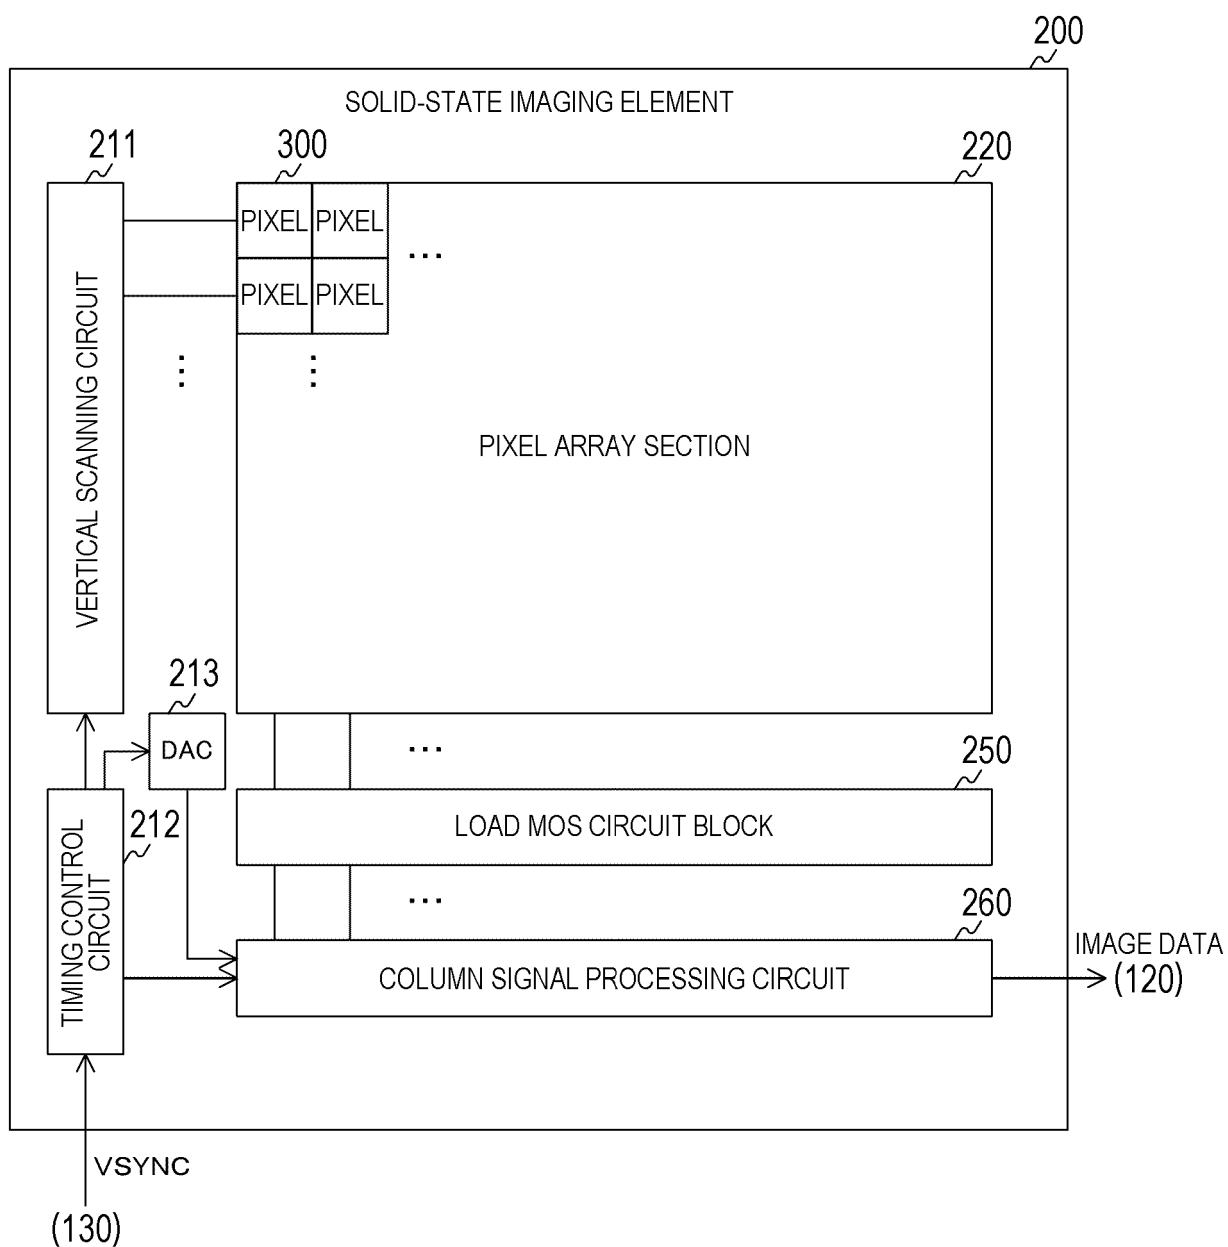 200
SOLID-STATE IMAGING ELEMENT
211
300
220
PIXEL PIXEL
...
PIXEL PIXEL
VERTICAL SCANNING CIRCUIT
PIXEL ARRAY SECTION
213
DAC
...
250
LOAD MOS CIRCUIT BLOCK
212
TIMING CONTROL
CIRCUIT
...
260
COLUMN SIGNAL PROCESSING CIRCUIT
IMAGE DATA
(120)
VSYNC
(130)